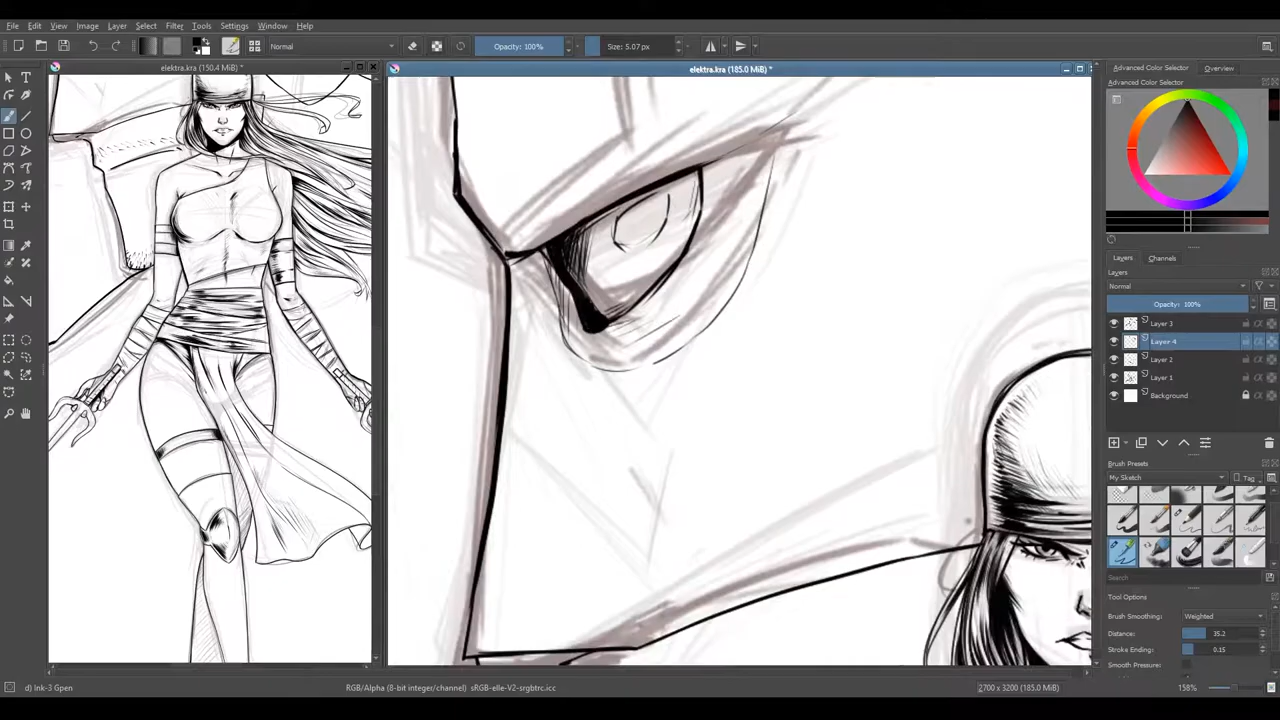 File Edit View Image Layer Select Filter Tools Settings Window Help
Normal Opacity: 100% Size: 5.07 px
elektra.kra (150.4 MiB) *
elektra.kra (185.0 MiB) *
Advanced Color Selector Overview
Advanced Color Selector
Layers Channels
Layers
Normal
Opacity: 100%
Layer 3
Layer 4
Layer 2
Layer 1
Background
Brush Presets
My Sketch Tag
Search
Tool Options
Brush Smoothing: Weighted
Distance: 35.2
Stroke Ending: 0.15
Smooth Pressure:
d) Ink-3 Gpen RGB/Alpha (8-bit integer/channel) sRGB-elle-V2-srgbtrc.icc 2700 x 3200 (185.0 MiB) 158%